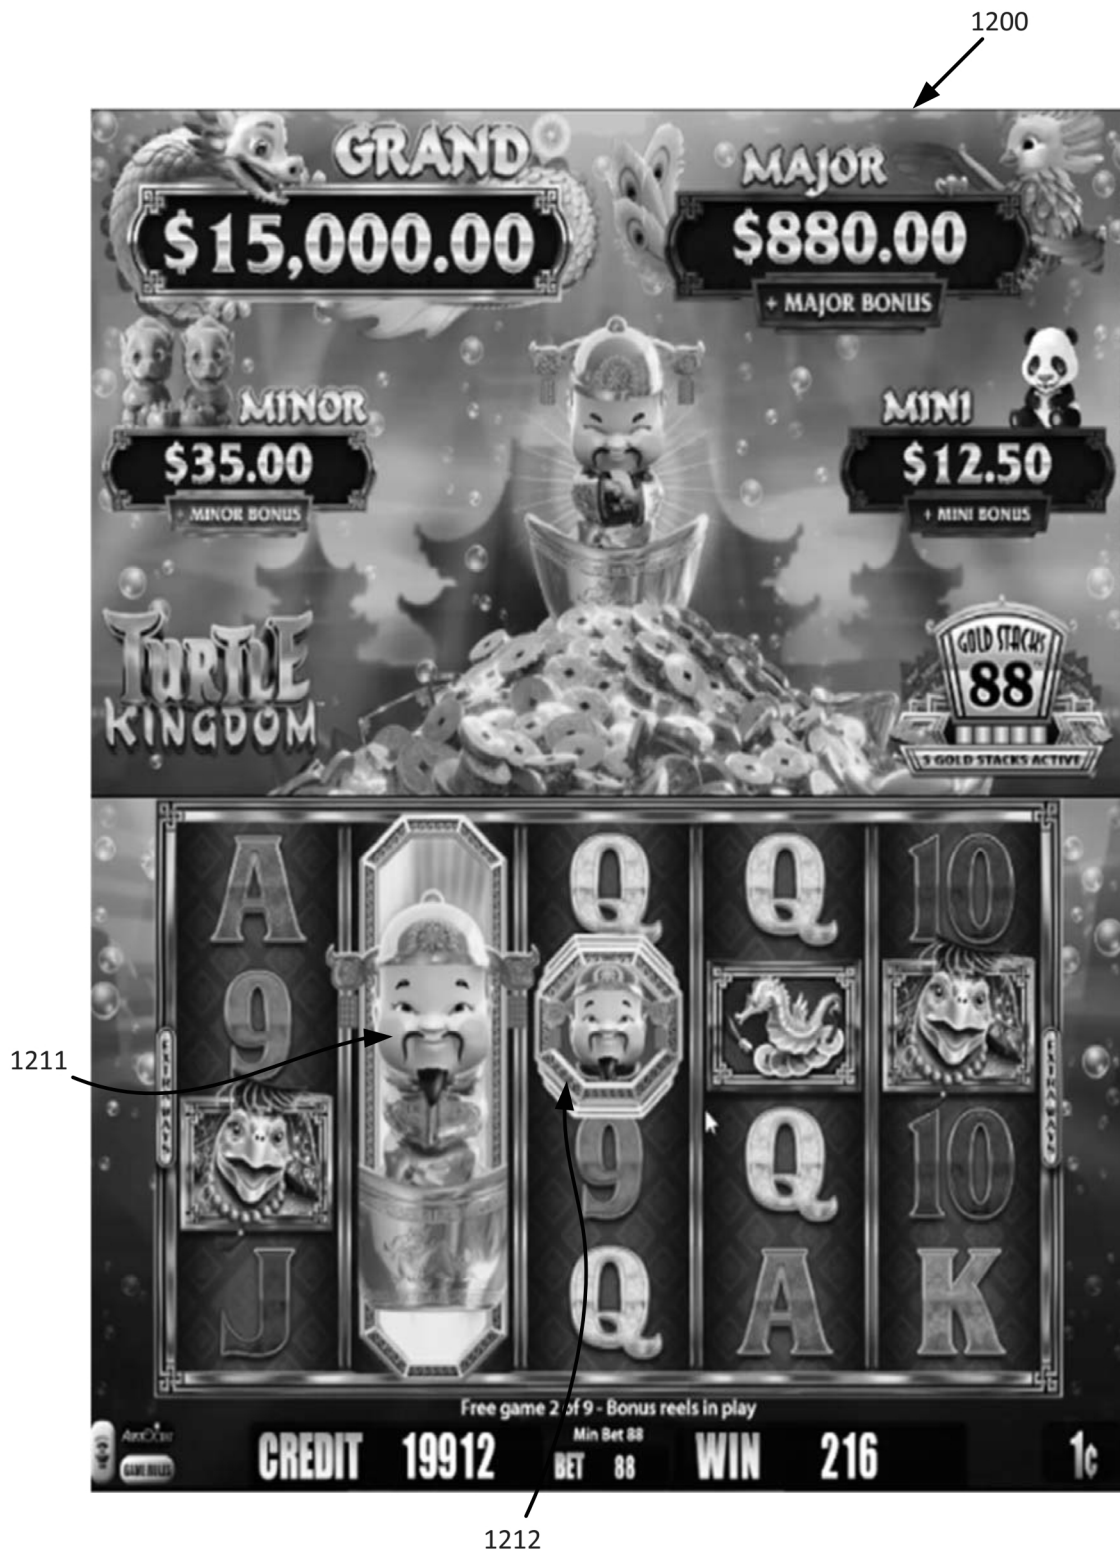 1200
GRAND
$15,000.00
MAJOR
$880.00
+ MAJOR BONUS
MINOR
$35.00
+ MINOR BONUS
MINI
$12.50
+ MINI BONUS
TURTLE
KINGDOM
GOLD STACKS
88
5 GOLD STACKS ACTIVE
A Q Q 10
9
1211
9 Q 10
J Q A K
Free game 2 of 9 - Bonus reels in play
Min Bet 88
GAME RULES
CREDIT 19912 BET 88 WIN 216 1¢
1212